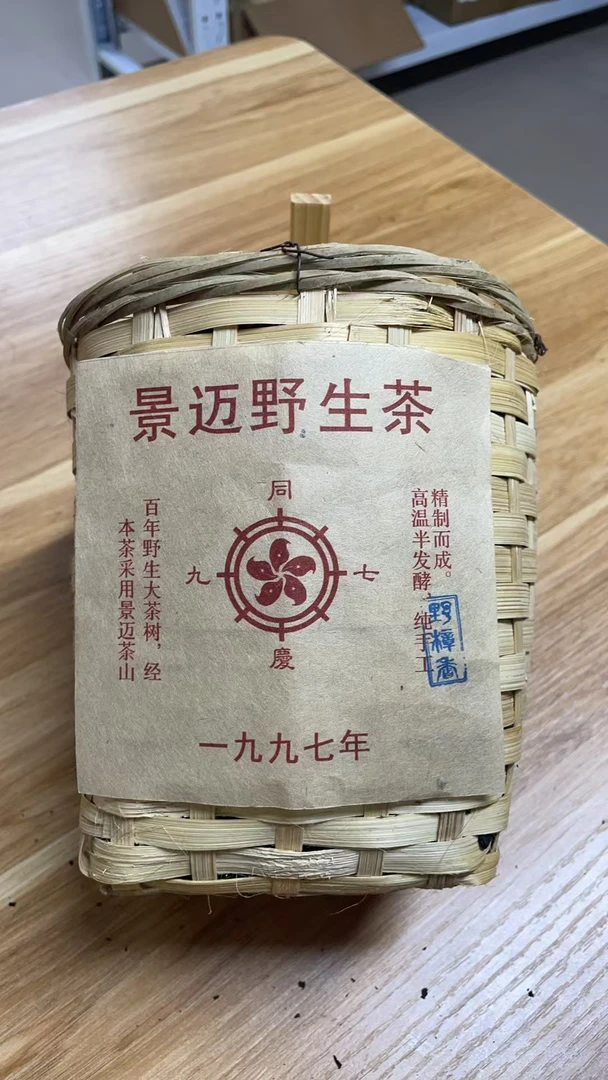 景迈野生茶
同
九 七
慶
本茶采用景迈茶山
百年野生大茶树，经
高温半发酵，纯手工
精制而成。
野樟香
一九九七年